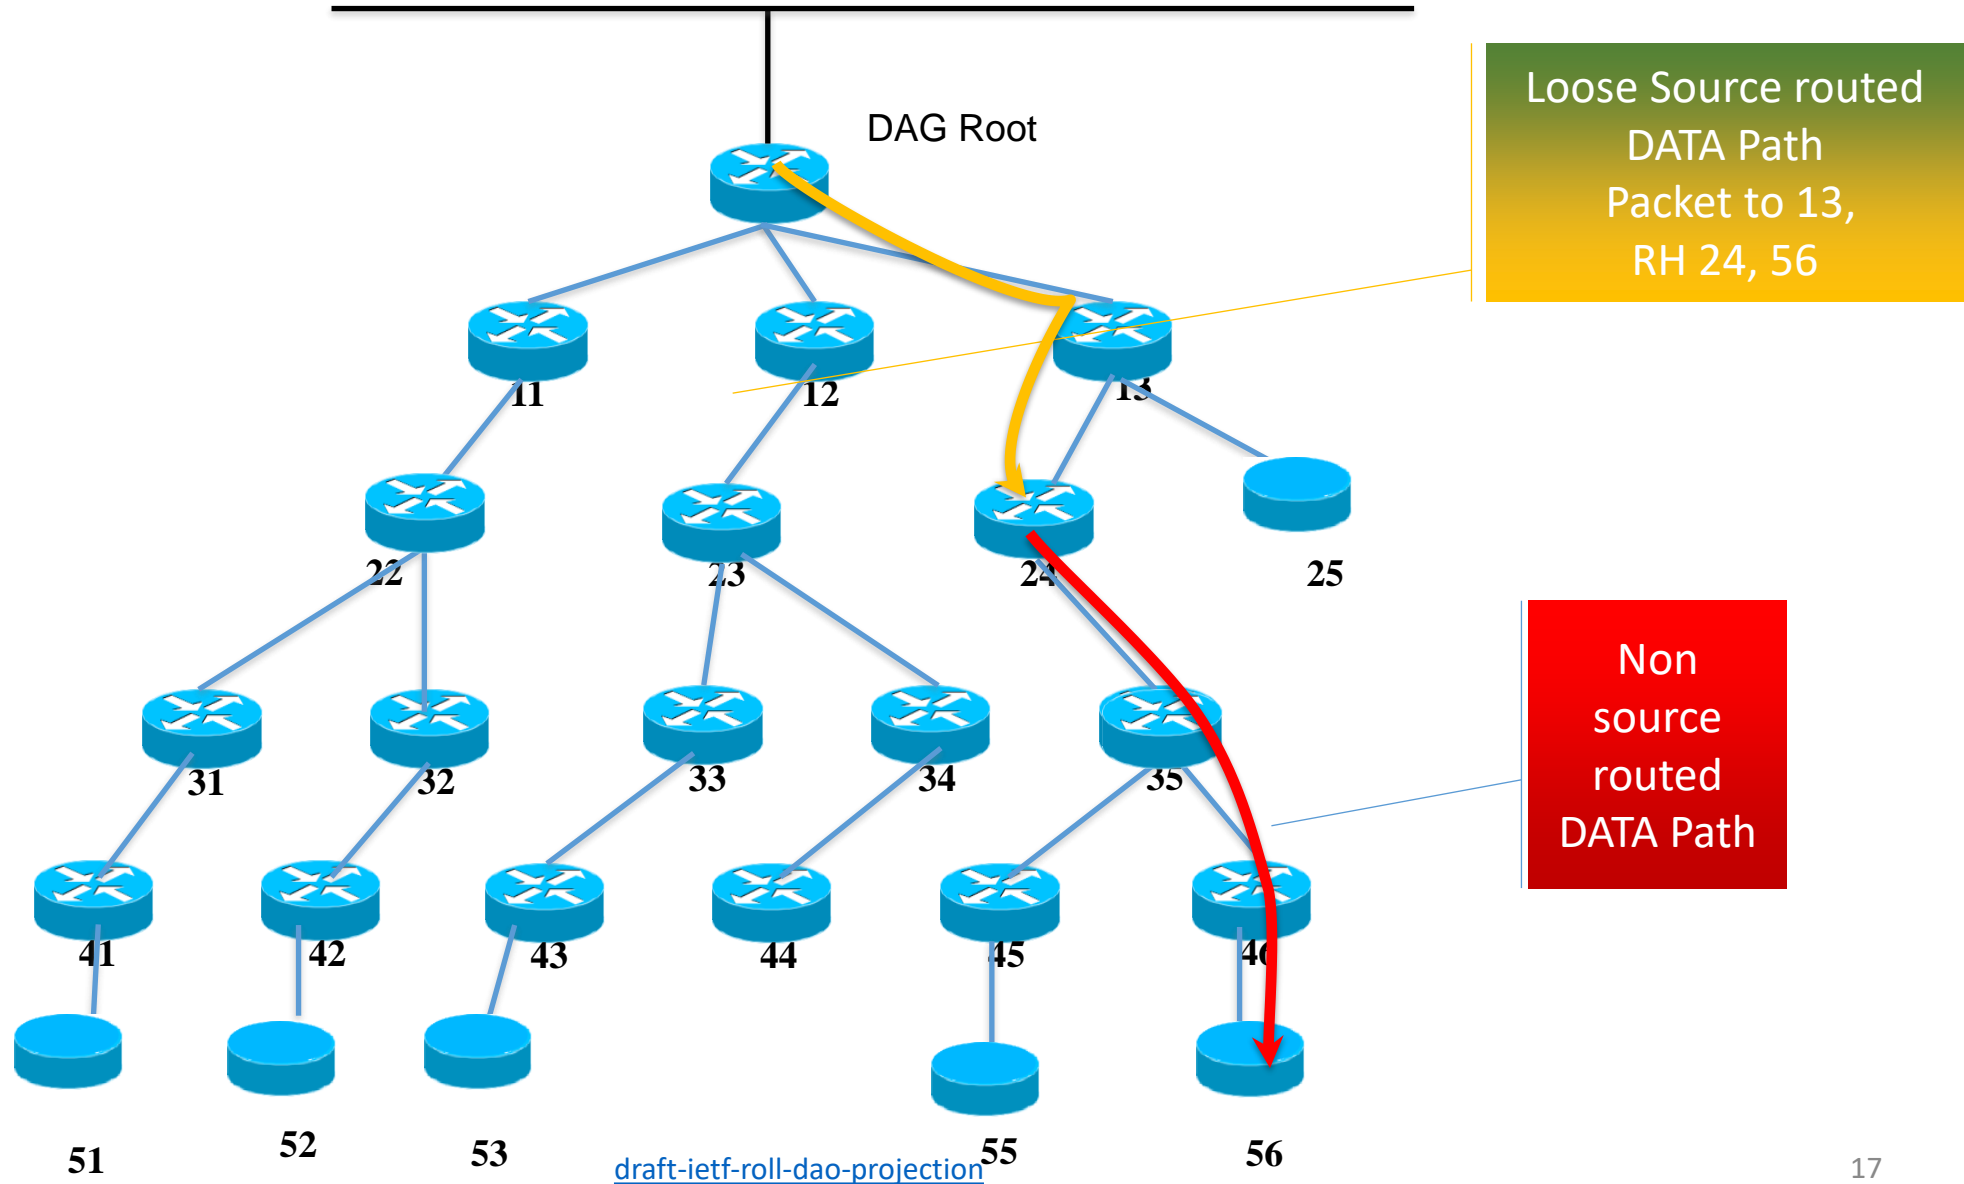 DAG Root
Loose Source routed
DATA Path
Packet to 13,
RH 24, 56
11
12
13
22
23
24
25
Non
source
routed
DATA Path
31
32
33
34
35
41
42
43
44
45
46
51
52
53
55
56
draft-ietf-roll-dao-projection
17